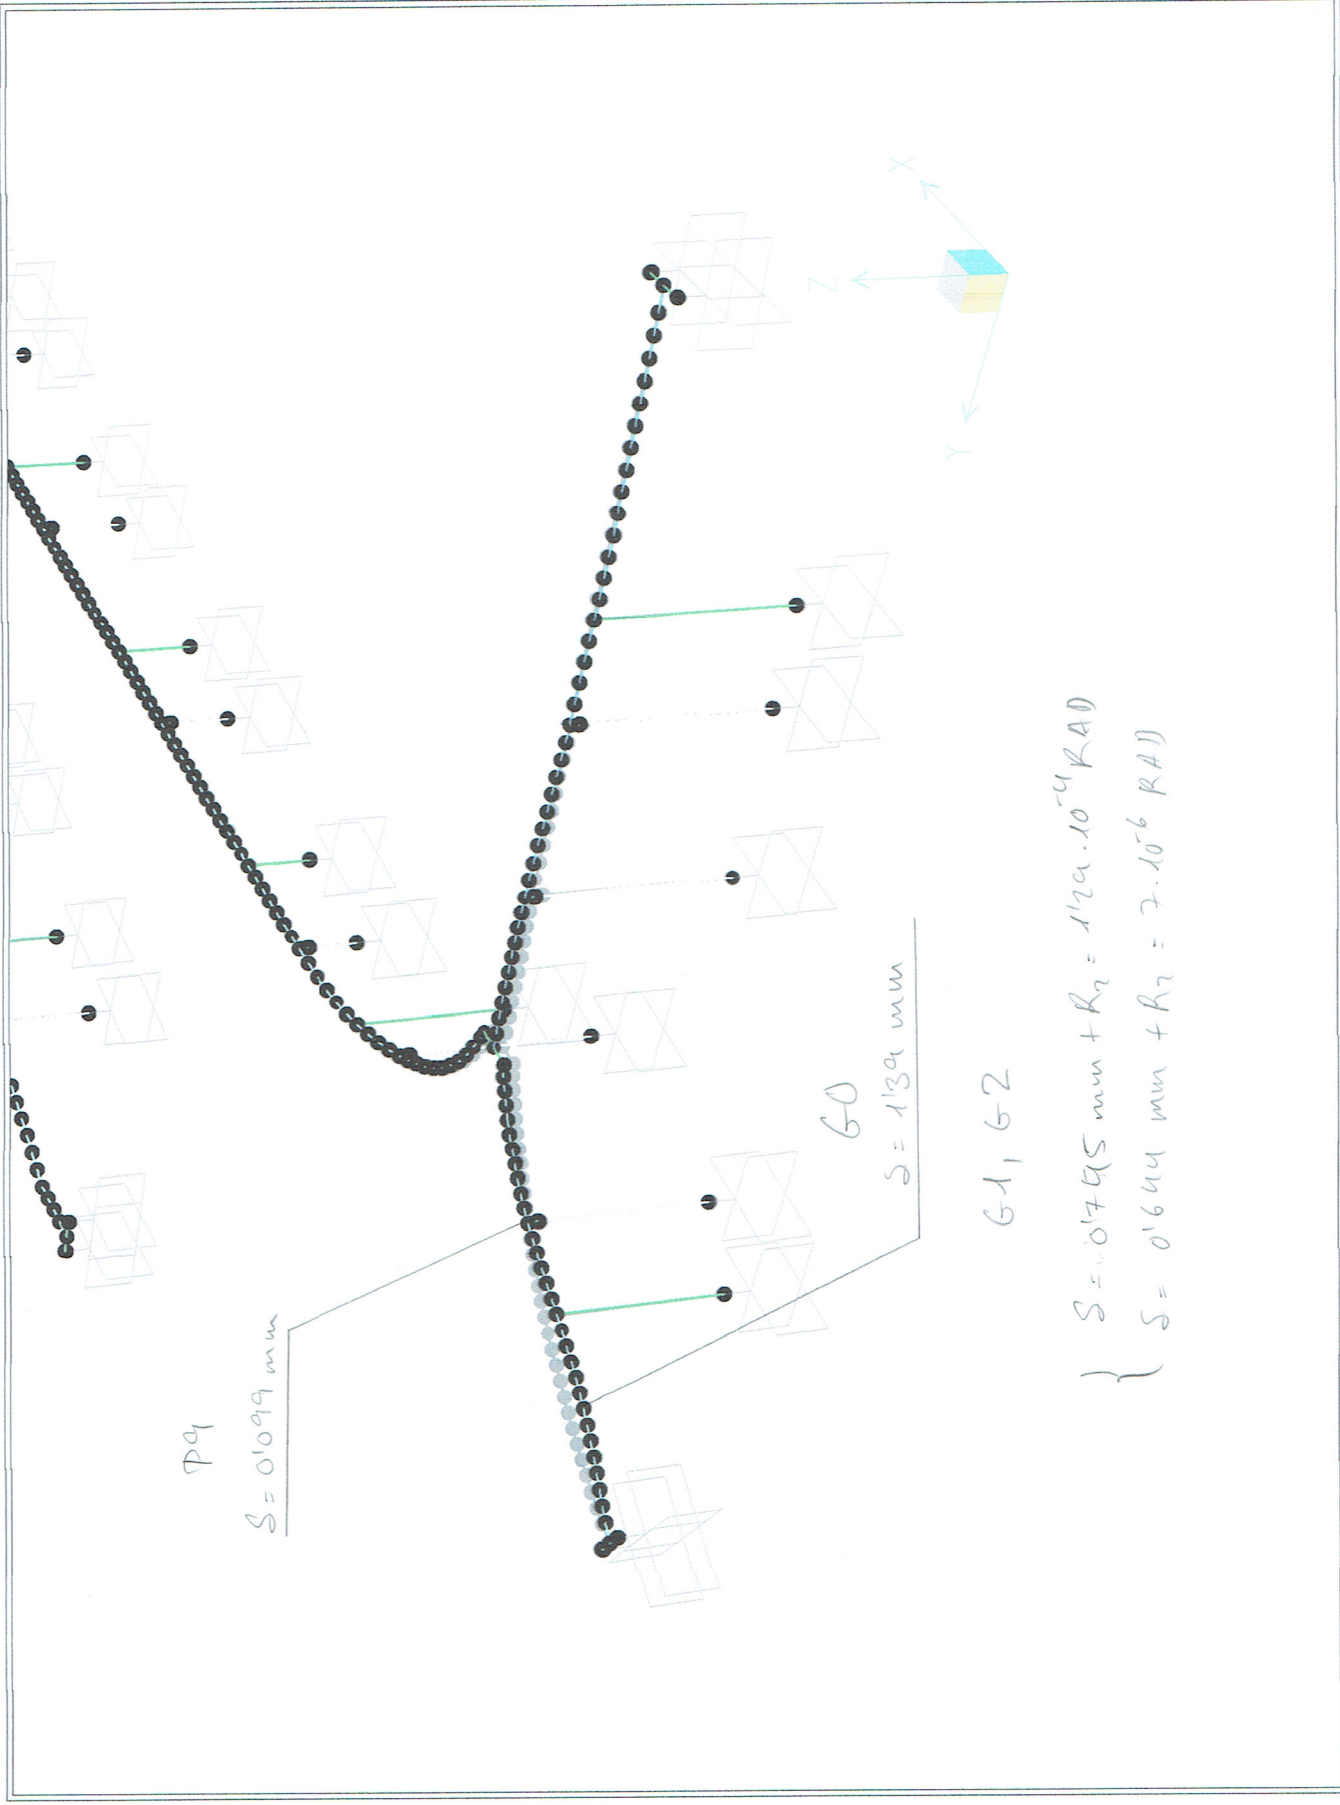 P9
δ = 0'099 mm
G0
δ = 1'39 mm
G1, G2
{ δ = 0'745 mm + R₂ = 1'29·10⁻⁴ RAD
{ δ = 0'644 mm + R₂ = 7·10⁻⁶ RAD
X
Z
Y